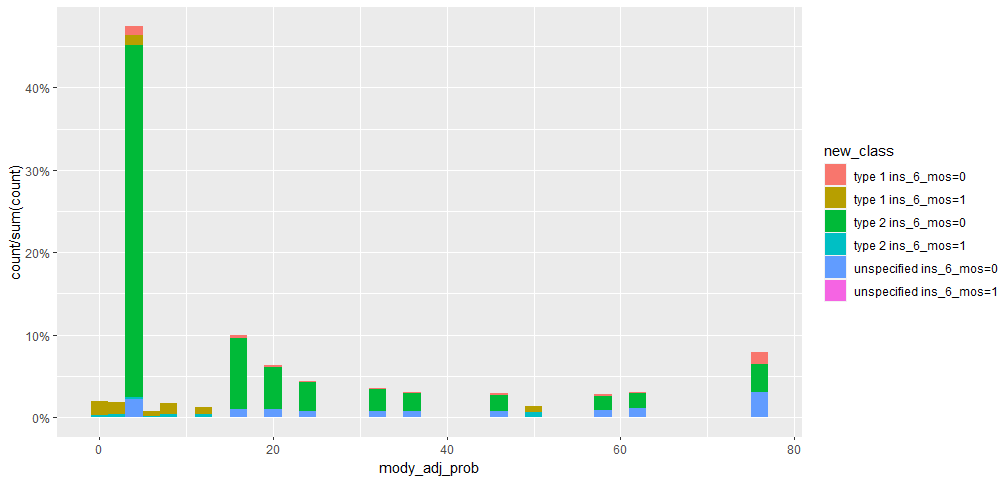 40%
30%
20%
10%
0%
count/sum(count)
0
20
40
60
80
mody_adj_prob
new_class
type 1 ins_6_mos=0
type 1 ins_6_mos=1
type 2 ins_6_mos=0
type 2 ins_6_mos=1
unspecified ins_6_mos=0
unspecified ins_6_mos=1